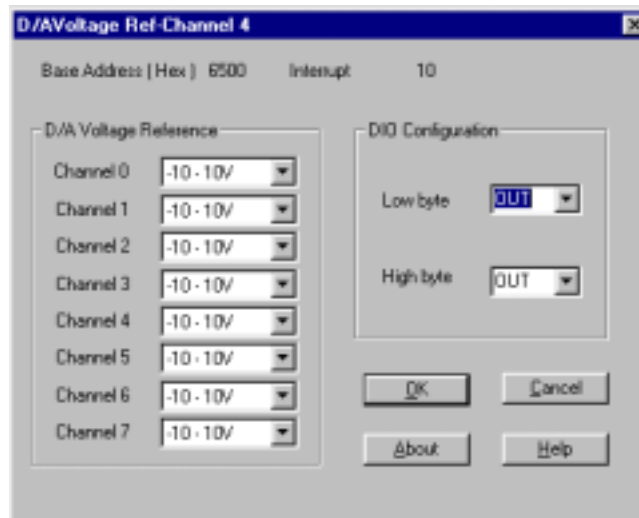 D/AVoltage Ref-Channel 4
Base Address ( Hex ) 6500 Interrupt 10
D/A Voltage Reference
Channel 0 -10 - 10V
Channel 1 -10 - 10V
Channel 2 -10 - 10V
Channel 3 -10 - 10V
Channel 4 -10 - 10V
Channel 5 -10 - 10V
Channel 6 -10 - 10V
Channel 7 -10 - 10V
DIO Configuration
Low byte OUT
High byte OUT
OK Cancel
About Help